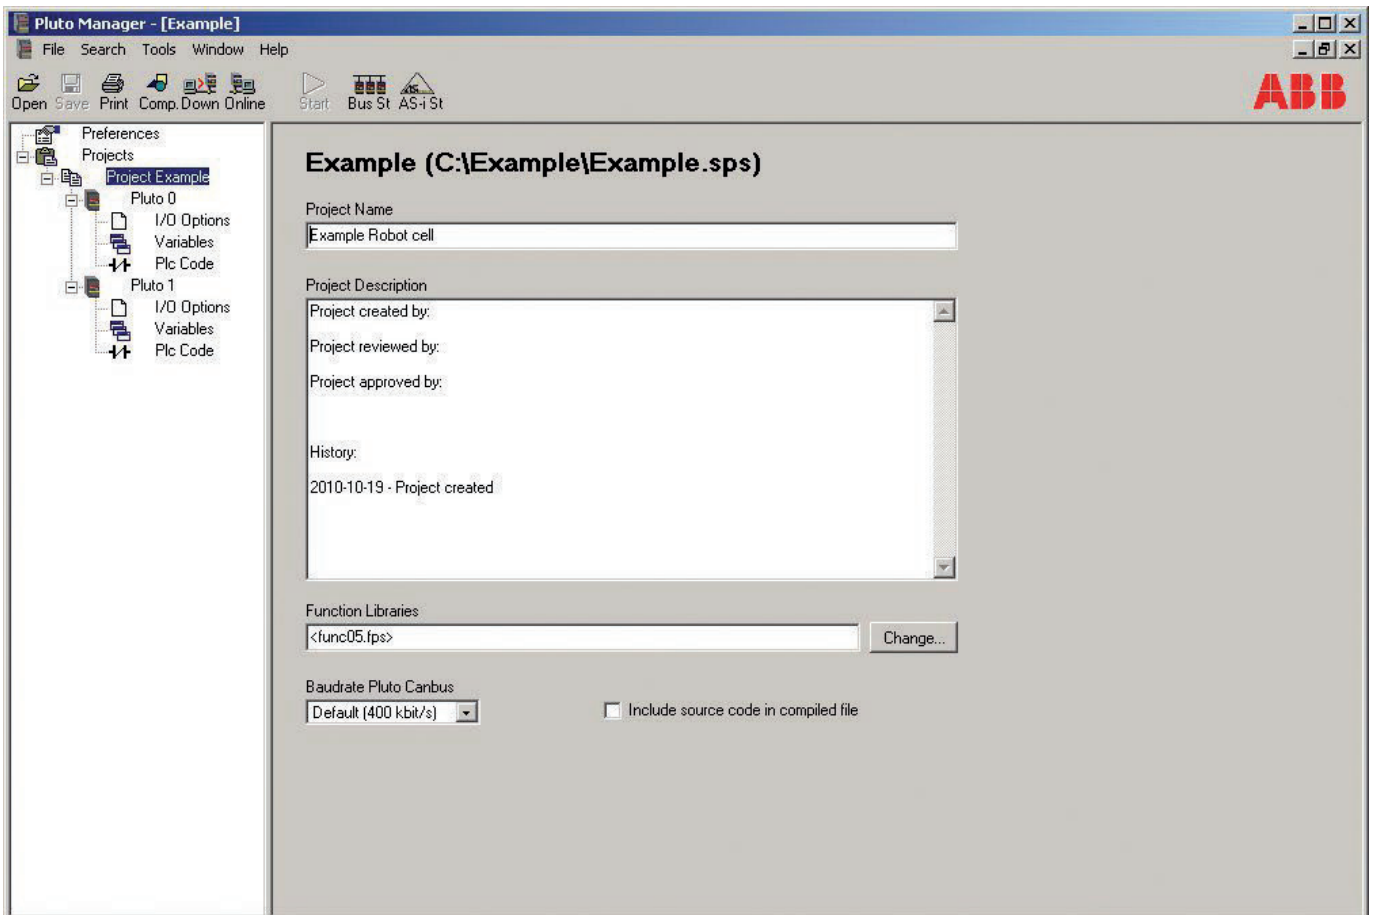 Pluto Manager - [Example]
File Search Tools Window Help
Open Save Print Comp. Down Online Start Bus St AS-i St
ABB
Preferences
Projects
Project Example
Pluto 0
I/O Options
Variables
Plc Code
Pluto 1
I/O Options
Variables
Plc Code
Example (C:\Example\Example.sps)
Project Name
Example Robot cell
Project Description
Project created by:
Project reviewed by:
Project approved by:
History:
2010-10-19 - Project created
Function Libraries
<func05.fps>
Change...
Baudrate Pluto Canbus
Default (400 kbit/s)
Include source code in compiled file